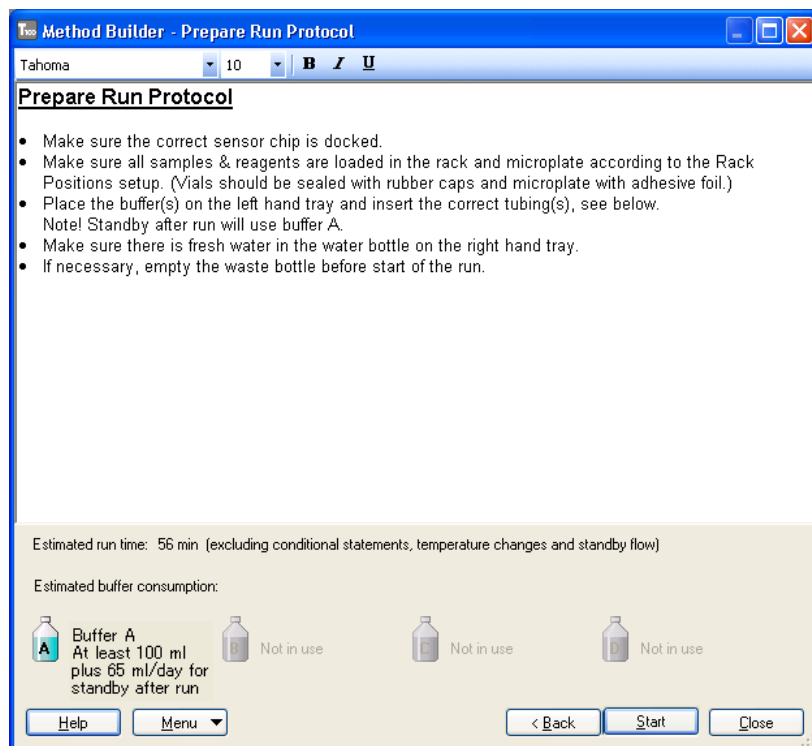 T100 Method Builder - Prepare Run Protocol
Tahoma 10 B I U
Prepare Run Protocol
• Make sure the correct sensor chip is docked.
• Make sure all samples & reagents are loaded in the rack and microplate according to the Rack
Positions setup. (Vials should be sealed with rubber caps and microplate with adhesive foil.)
• Place the buffer(s) on the left hand tray and insert the correct tubing(s), see below.
Note! Standby after run will use buffer A.
• Make sure there is fresh water in the water bottle on the right hand tray.
• If necessary, empty the waste bottle before start of the run.
Estimated run time: 56 min (excluding conditional statements, temperature changes and standby flow)
Estimated buffer consumption:
A Buffer A
At least 100 ml
plus 65 ml/day for
standby after run
B Not in use
C Not in use
D Not in use
Help Menu < Back Start Close